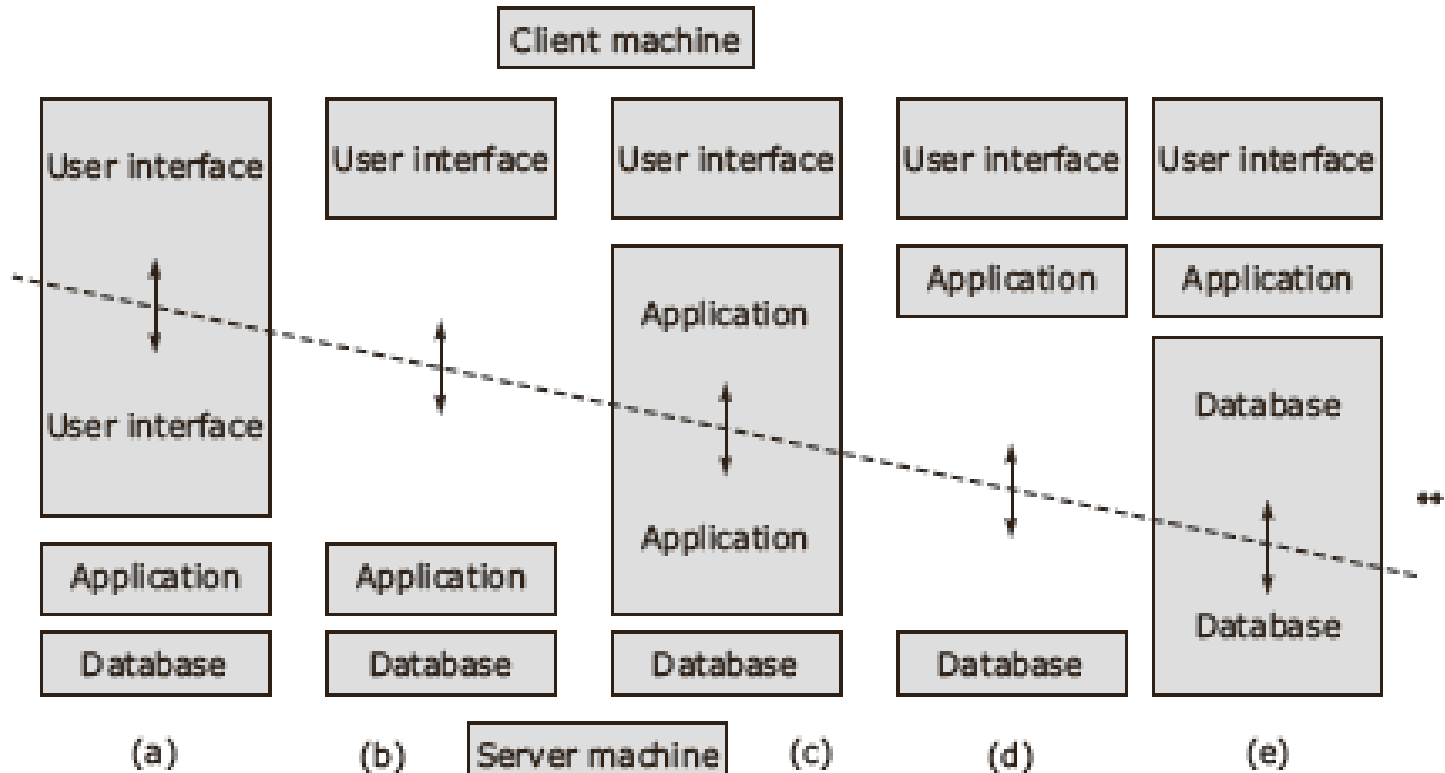 Client machine
User interface User interface User interface User interface User interface
Application Application
Application
Database
User interface
Application
Application Application
Database
Database Database Database Database
(a) (b) Server machine (c) (d) (e)